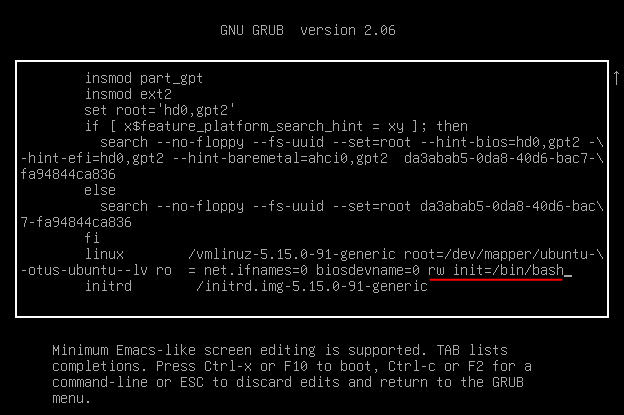 GNU GRUB  version 2.06
insmod part_gpt
insmod ext2
set root='hd0,gpt2'
if [ x$feature_platform_search_hint = xy ]; then
search --no-floppy --fs-uuid --set=root --hint-bios=hd0,gpt2 -\
-hint-efi=hd0,gpt2 --hint-baremetal=ahci0,gpt2  da3abab5-0da8-40d6-bac7-\
fa94844ca836
else
search --no-floppy --fs-uuid --set=root da3abab5-0da8-40d6-bac\
7-fa94844ca836
fi
linux        /vmlinuz-5.15.0-91-generic root=/dev/mapper/ubuntu-\
-otus-ubuntu--lv ro  = net.ifnames=0 biosdevname=0 rw init=/bin/bash_
initrd        /initrd.img-5.15.0-91-generic
Minimum Emacs-like screen editing is supported. TAB lists
completions. Press Ctrl-x or F10 to boot, Ctrl-c or F2 for a
command-line or ESC to discard edits and return to the GRUB
menu.